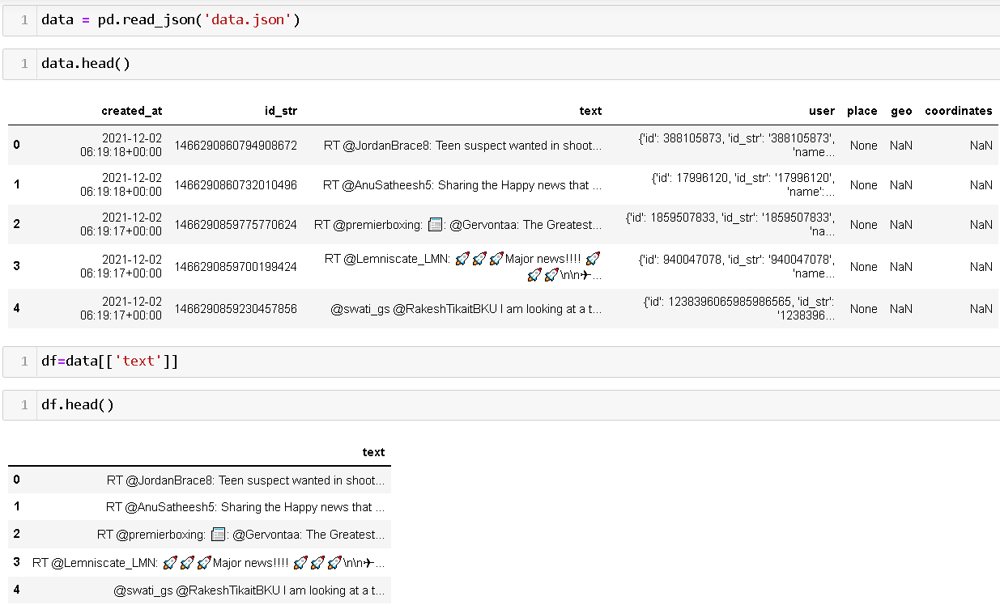 1 data = pd.read_json('data.json')
1 data.head()
created_at id_str text user place geo coordinates
0 2021-12-02 06:19:18+00:00 1466290860794908672 RT @JordanBrace8: Teen suspect wanted in shoot... {'id': 388105873, 'id_str': '388105873', 'name... None NaN NaN
1 2021-12-02 06:19:18+00:00 1466290860732010496 RT @AnuSatheesh5: Sharing the Happy news that ... {'id': 17996120, 'id_str': '17996120', 'name':... None NaN NaN
2 2021-12-02 06:19:17+00:00 1466290859775770624 RT @premierboxing: 📰: @Gervontaa: The Greatest... {'id': 1859507833, 'id_str': '1859507833', 'na... None NaN NaN
3 2021-12-02 06:19:17+00:00 1466290859700199424 RT @Lemniscate_LMN: 🚀🚀🚀Major news!!!! 🚀🚀🚀\n\n✈... {'id': 940047078, 'id_str': '940047078', 'name... None NaN NaN
4 2021-12-02 06:19:17+00:00 1466290859230457856 @swati_gs @RakeshTikaitBKU I am looking at a t... {'id': 1238396065985986565, 'id_str': '1238396... None NaN NaN
1 df=data[['text']]
1 df.head()
text
0 RT @JordanBrace8: Teen suspect wanted in shoot...
1 RT @AnuSatheesh5: Sharing the Happy news that ...
2 RT @premierboxing: 📰: @Gervontaa: The Greatest...
3 RT @Lemniscate_LMN: 🚀🚀🚀Major news!!!! 🚀🚀🚀\n\n✈...
4 @swati_gs @RakeshTikaitBKU I am looking at a t...